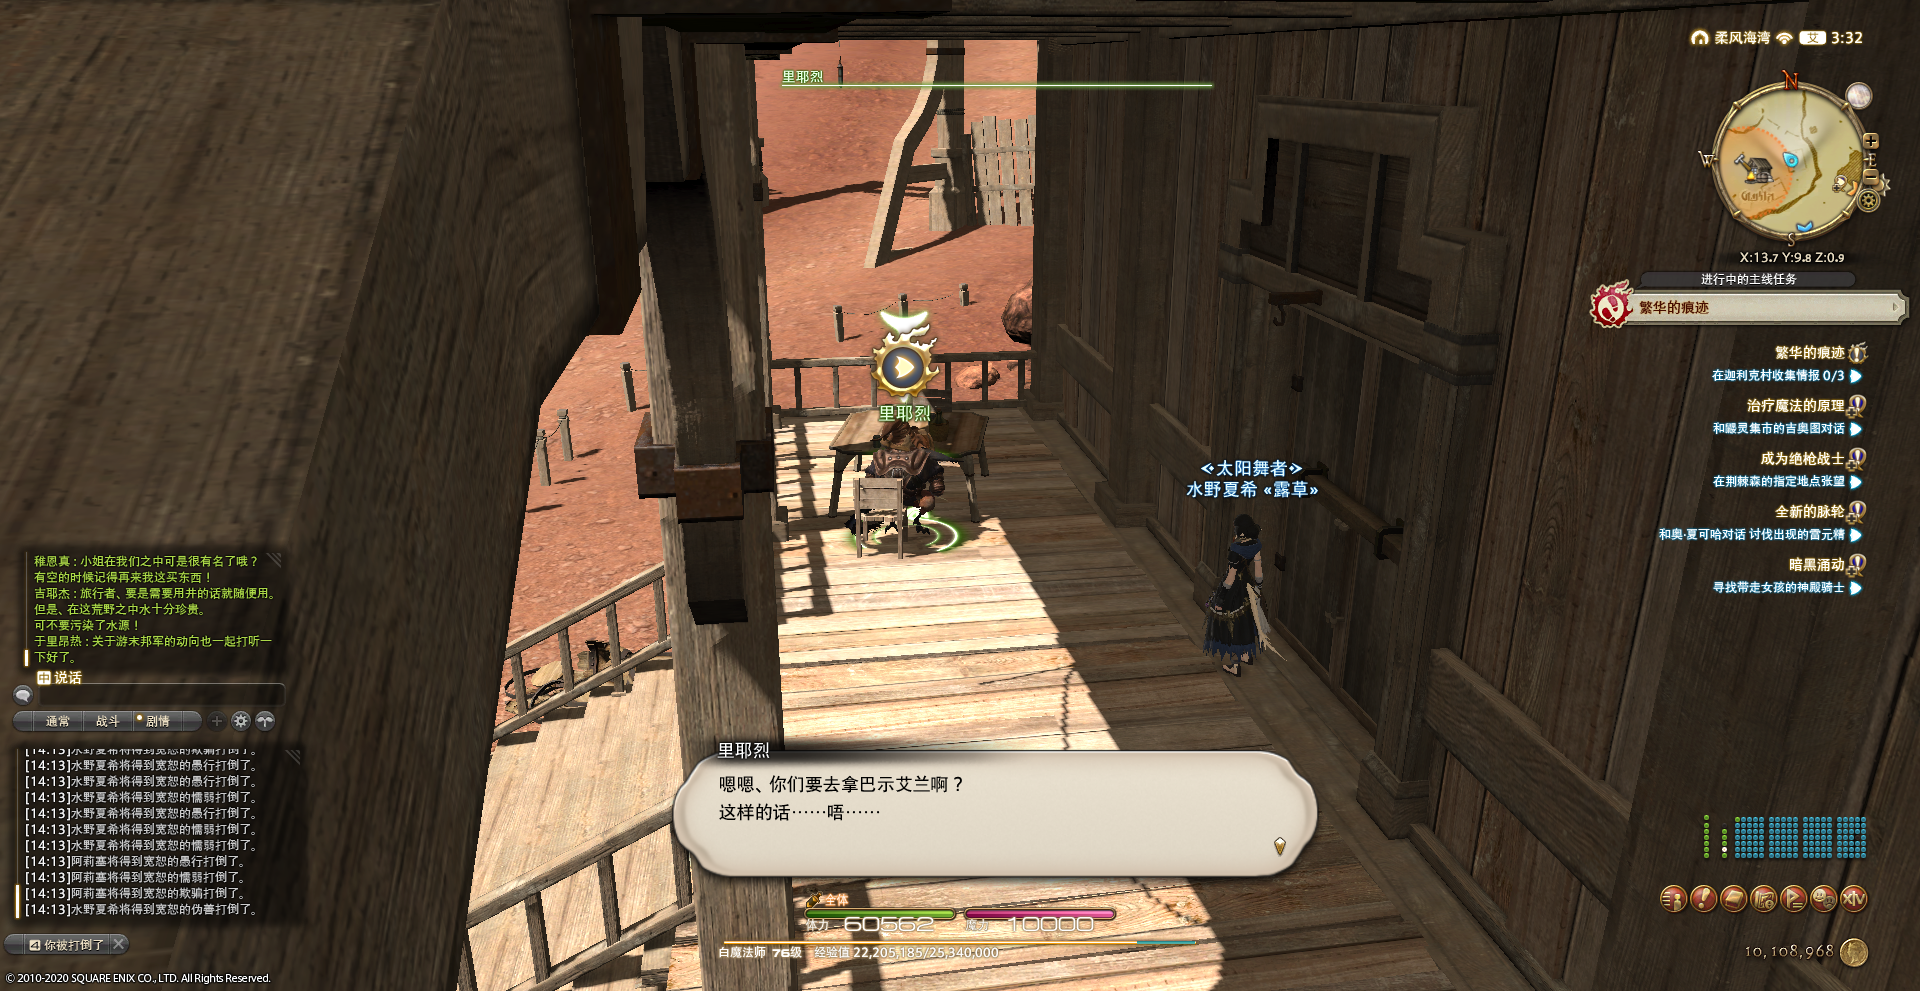 里耶烈
柔风海湾
艾 3:32
N
W
E
S
X:13.7 Y:9.8 Z:0.9
进行中的主线任务
繁华的痕迹
繁华的痕迹
在迦利克村收集情报 0/3
治疗魔法的原理
和鼹灵集市的吉奥图对话
成为绝枪战士
在荆棘森的指定地点张望
全新的脉轮
和奥·夏可哈对话 讨伐出现的雷元精
暗黑涌动
寻找带走女孩的神殿骑士
里耶烈
太阳舞者
水野夏希 «露草»
稚恩真：小姐在我们之中可是很有名了哦？
有空的时候记得再来我这买东西！
吉耶杰：旅行者、要是需要用井的话就随便用。
但是、在这荒野之中水十分珍贵。
可不要污染了水源！
于里昂热：关于游末邦军的动向也一起打听一
下好了。
说话
通常 战斗 剧情
[14:13]水野夏希将得到宽恕的欺骗打倒了。
[14:13]水野夏希将得到宽恕的愚行打倒了。
[14:13]水野夏希将得到宽恕的愚行打倒了。
[14:13]水野夏希将得到宽恕的懦弱打倒了。
[14:13]水野夏希将得到宽恕的愚行打倒了。
[14:13]水野夏希将得到宽恕的懦弱打倒了。
[14:13]水野夏希将得到宽恕的懦弱打倒了。
[14:13]阿莉塞将得到宽恕的愚行打倒了。
[14:13]阿莉塞将得到宽恕的懦弱打倒了。
[14:13]阿莉塞将得到宽恕的欺骗打倒了。
[14:13]水野夏希将得到宽恕的伪善打倒了。
4 你被打倒了
© 2010-2020 SQUARE ENIX CO., LTD. All Rights Reserved.
里耶烈
嗯嗯、你们要去拿巴示艾兰啊？
这样的话······唔······
全体
体力 60562 魔力 10000
白魔法师 76级 经验值 22,205,185/25,340,000
XIV
10,108,968